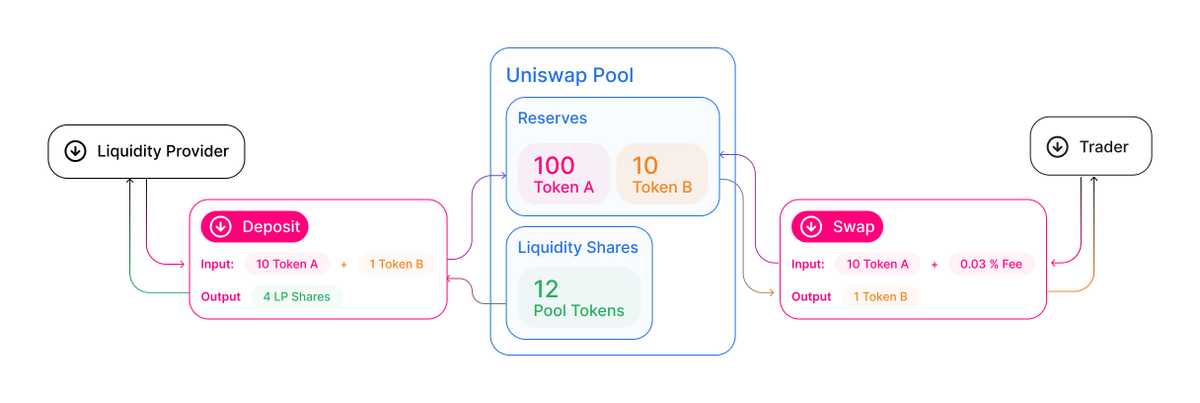 Uniswap Pool
Reserves
100
Token A
10
Token B
Liquidity Shares
12
Pool Tokens
Liquidity Provider
Deposit
Input: 10 Token A + 1 Token B
Output 4 LP Shares
Trader
Swap
Input: 10 Token A + 0.03 % Fee
Output 1 Token B